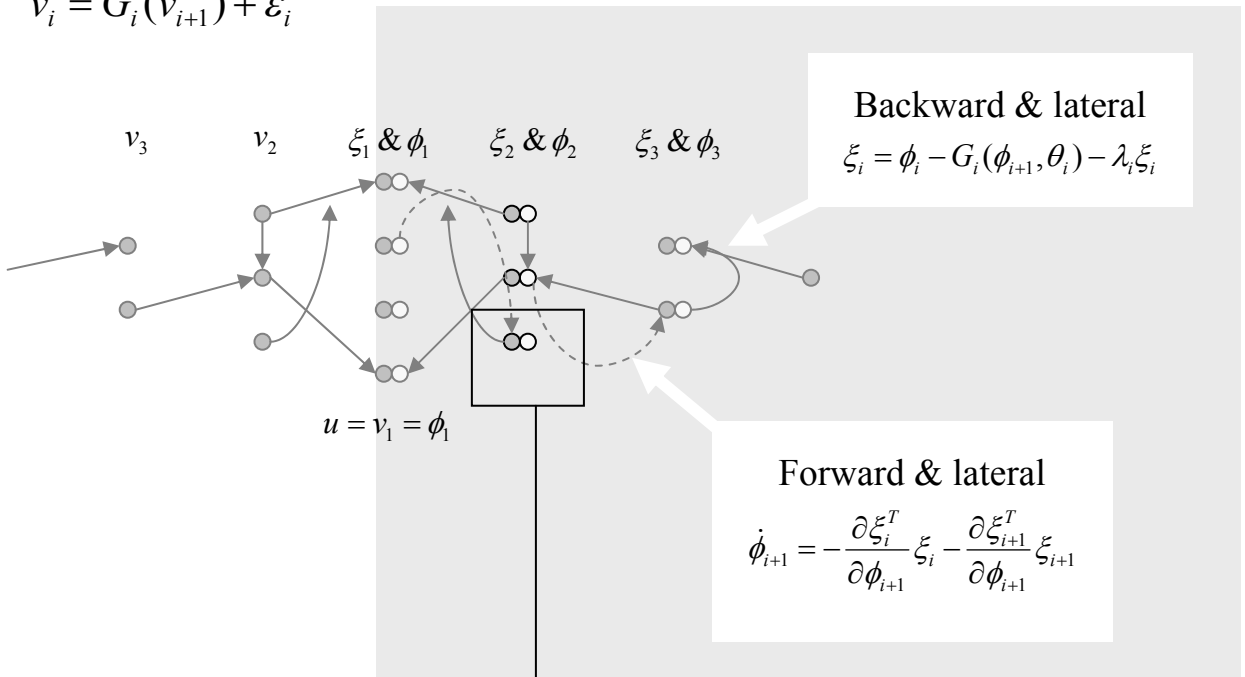 v_i = G_i(v_{i+1}) + ε_i
Backward & lateral
ξ_i = ϕ_i − G_i(ϕ_{i+1}, θ_i) − λ_i ξ_i
v_3 v_2 ξ_1 & ϕ_1 ξ_2 & ϕ_2 ξ_3 & ϕ_3
u = v_1 = ϕ_1
Forward & lateral
ϕ̇_{i+1} = − ∂ξ_i^T/∂ϕ_{i+1} ξ_i − ∂ξ_{i+1}^T/∂ϕ_{i+1} ξ_{i+1}